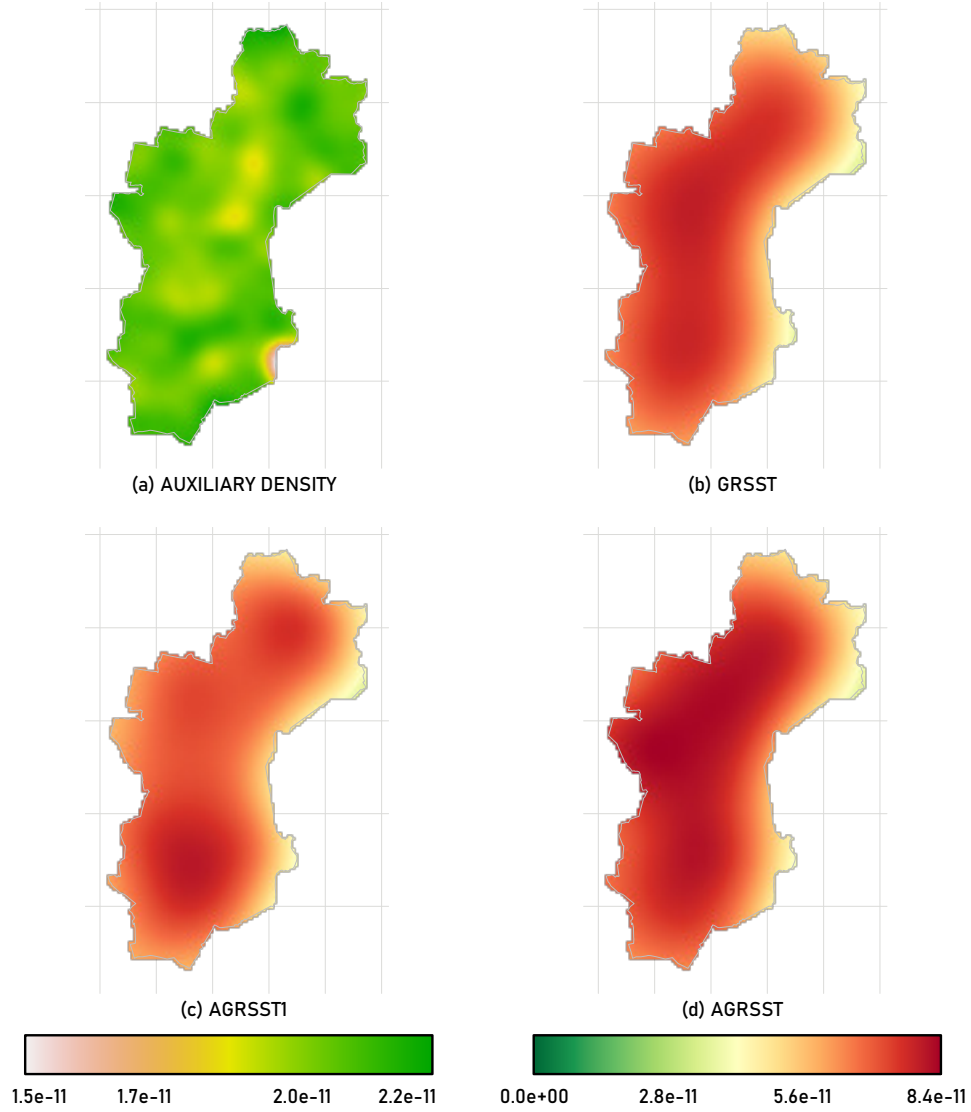 (a) AUXILIARY DENSITY
(b) GRSST
(c) AGRSST1
(d) AGRSST
1.5e-11 1.7e-11 2.0e-11 2.2e-11
0.0e+00 2.8e-11 5.6e-11 8.4e-11